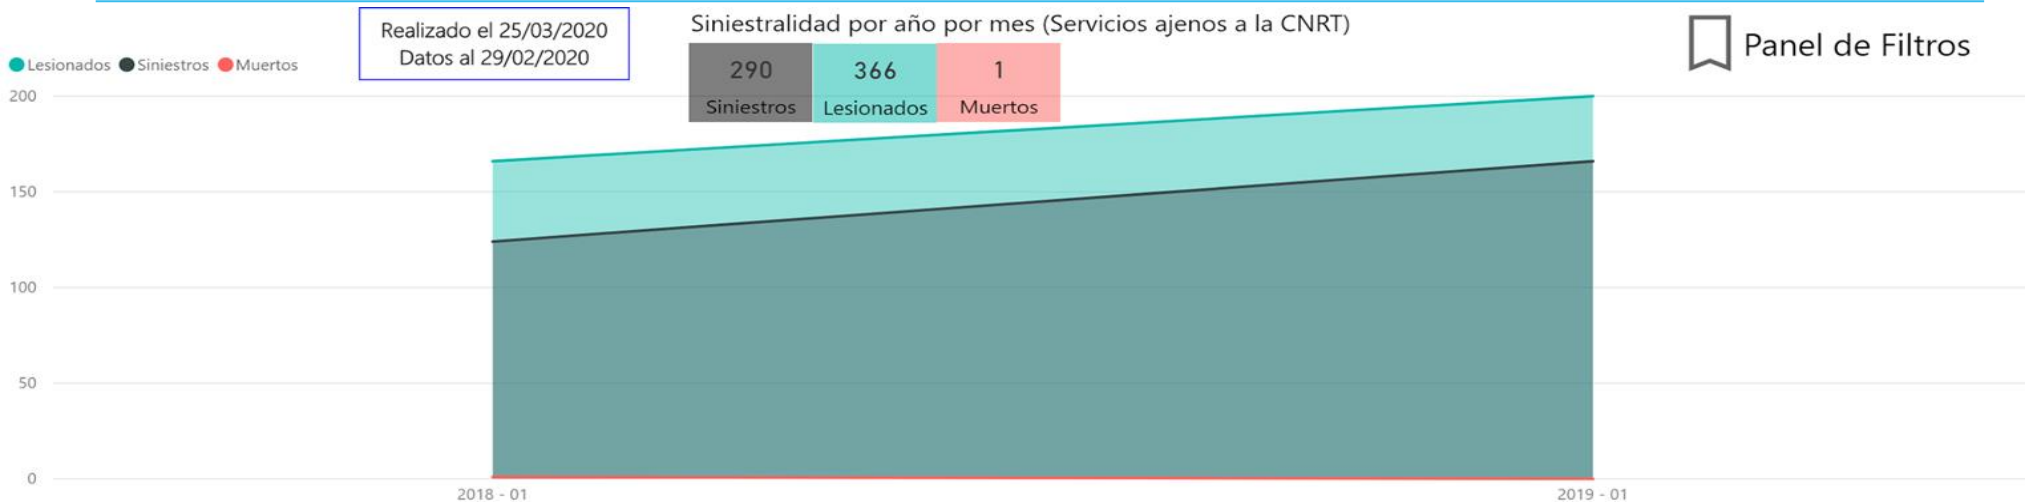 Realizado el 25/03/2020
Datos al 29/02/2020
Siniestralidad por año por mes (Servicios ajenos a la CNRT)
Panel de Filtros
Lesionados Siniestros Muertos
290 366 1
Siniestros Lesionados Muertos
200
150
100
50
0
2018 - 01 2019 - 01